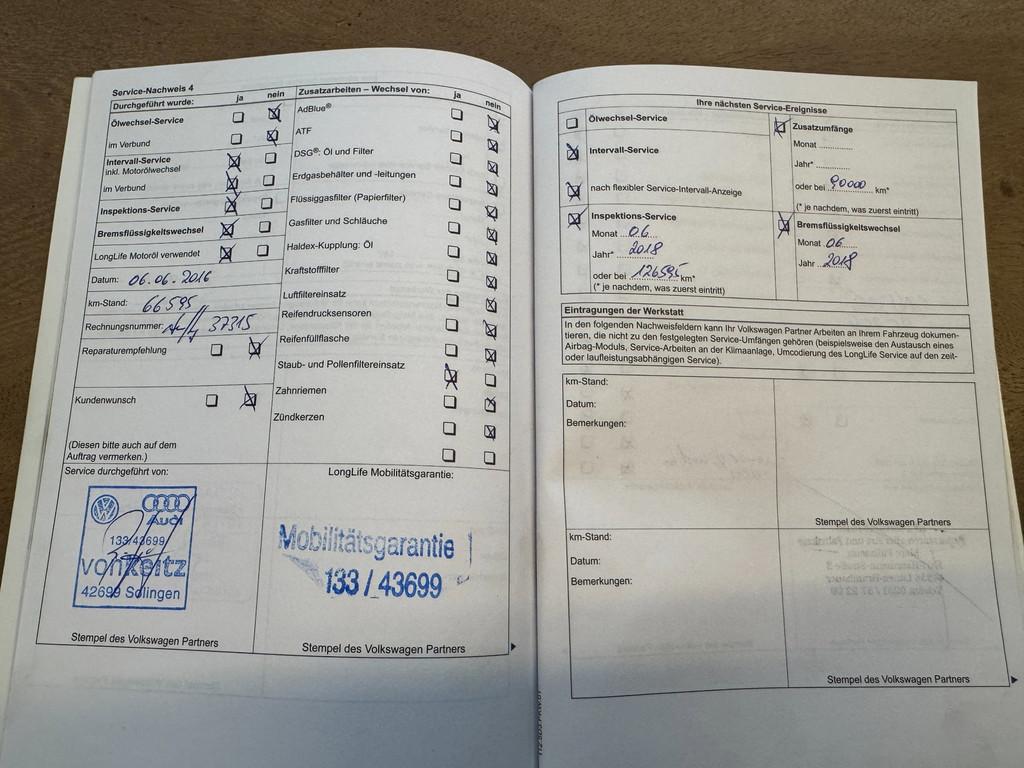 Service-Nachweis 4
Durchgeführt wurde: ja nein
Ölwechsel-Service
im Verbund
Intervall-Service
inkl. Motorölwechsel
im Verbund
Inspektions-Service
Bremsflüssigkeitswechsel
LongLife Motoröl verwendet
Datum: 06.06.2016
km-Stand: 66595
Rechnungsnummer: 37315
Reparaturempfehlung
Kundenwunsch
(Diesen bitte auch auf dem
Auftrag vermerken.)
Zusatzarbeiten – Wechsel von: ja nein
AdBlue®
ATF
DSG®: Öl und Filter
Erdgasbehälter und -leitungen
Flüssiggasfilter (Papierfilter)
Gasfilter und Schläuche
Haldex-Kupplung: Öl
Kraftstofffilter
Luftfiltereinsatz
Reifendrucksensoren
Reifenfüllflasche
Staub- und Pollenfiltereinsatz
Zahnriemen
Zündkerzen
Service durchgeführt von:
AUDI
133/43699
vonkeitz
42699 Solingen
Stempel des Volkswagen Partners
LongLife Mobilitätsgarantie:
Mobilitätsgarantie
133 / 43699
Stempel des Volkswagen Partners
Ihre nächsten Service-Ereignisse
Ölwechsel-Service
Intervall-Service
nach flexibler Service-Intervall-Anzeige
Inspektions-Service
Monat 06
Jahr* 2018
oder bei 126595 km*
(* je nachdem, was zuerst eintritt)
Zusatzumfänge
Monat
Jahr*
oder bei 90000 km*
(* je nachdem, was zuerst eintritt)
Bremsflüssigkeitswechsel
Monat 06
Jahr 2018
Eintragungen der Werkstatt
In den folgenden Nachweisfeldern kann Ihr Volkswagen Partner Arbeiten an Ihrem Fahrzeug dokumen-
tieren, die nicht zu den festgelegten Service-Umfängen gehören (beispielsweise den Austausch eines
Airbag-Moduls, Service-Arbeiten an der Klimaanlage, Umcodierung des LongLife Service auf den zeit-
oder laufleistungsabhängigen Service).
km-Stand:
Datum:
Bemerkungen:
Stempel des Volkswagen Partners
km-Stand:
Datum:
Bemerkungen:
Stempel des Volkswagen Partners